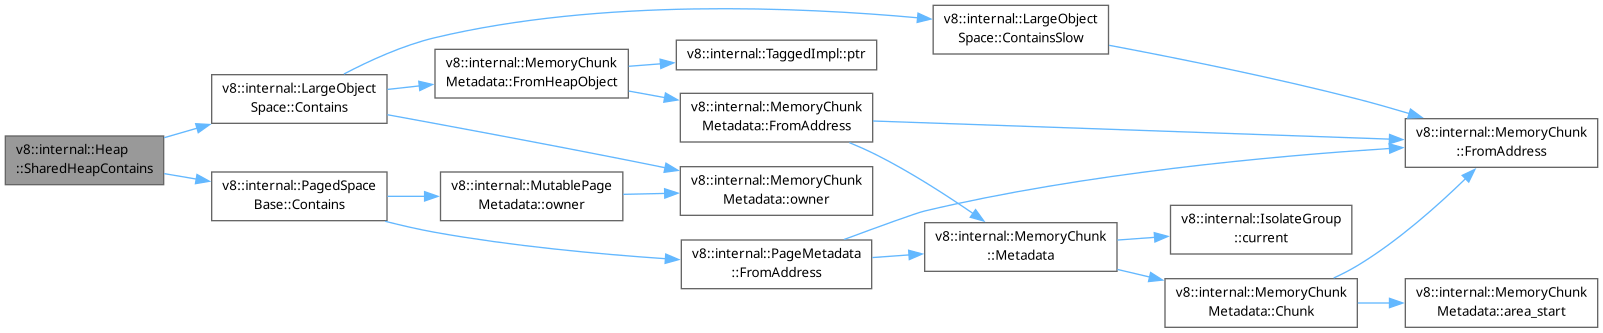 v8::internal::Heap
::SharedHeapContains
v8::internal::LargeObject
Space::Contains
v8::internal::PagedSpace
Base::Contains
v8::internal::MemoryChunk
Metadata::FromHeapObject
v8::internal::MutablePage
Metadata::owner
v8::internal::TaggedImpl::ptr
v8::internal::MemoryChunk
Metadata::FromAddress
v8::internal::MemoryChunk
Metadata::owner
v8::internal::PageMetadata
::FromAddress
v8::internal::LargeObject
Space::ContainsSlow
v8::internal::MemoryChunk
::Metadata
v8::internal::IsolateGroup
::current
v8::internal::MemoryChunk
Metadata::Chunk
v8::internal::MemoryChunk
::FromAddress
v8::internal::MemoryChunk
Metadata::area_start